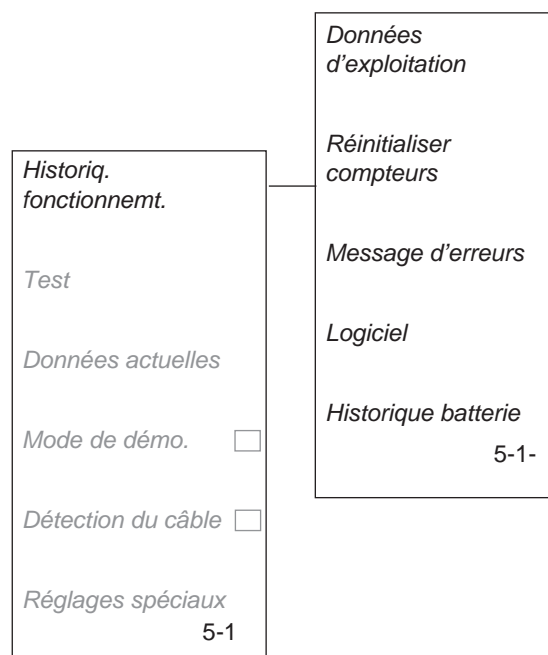 Historiq.
fonctionnemt.
Test
Données actuelles
Mode de démo.
Détection du câble
Réglages spéciaux
5-1
Données
d’exploitation
Réinitialiser
compteurs
Message d’erreurs
Logiciel
Historique batterie
5-1-